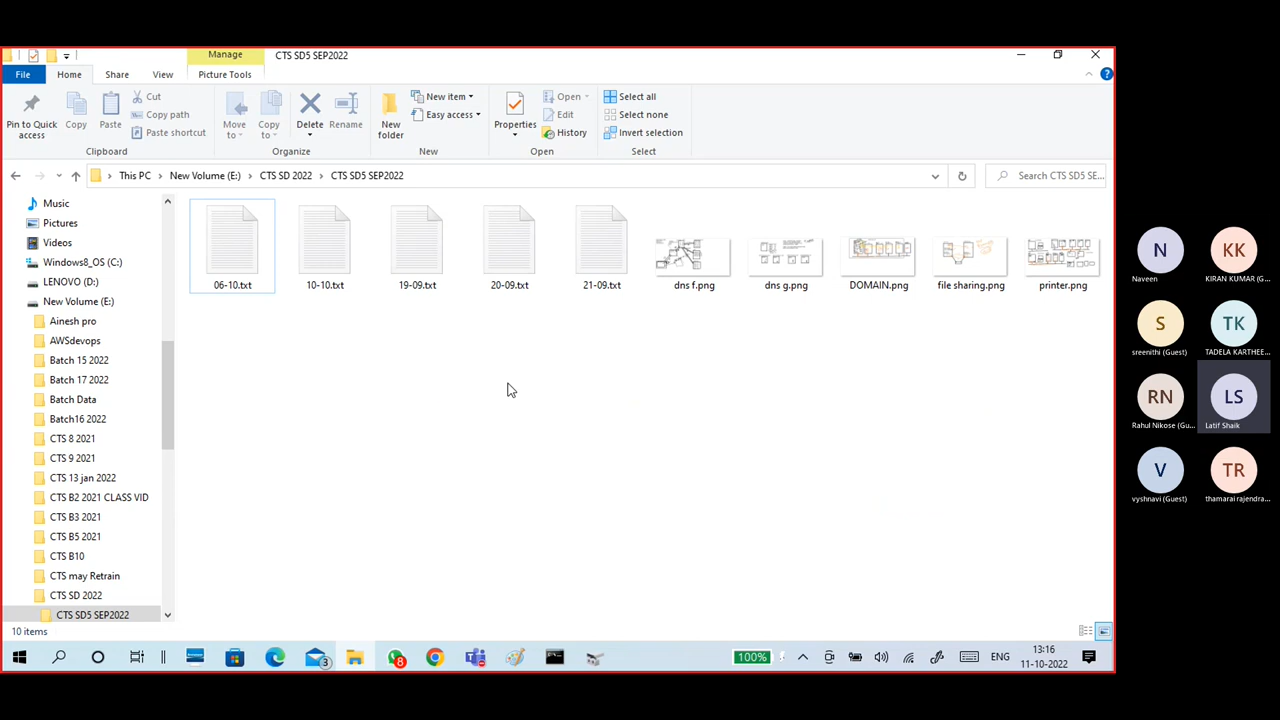 Manage
CTS SD5 SEP2022
File
Home
Share
View
Picture Tools
Pin to Quick access
Copy
Paste
Cut
Copy path
Paste shortcut
Clipboard
Move to
Copy to
Delete
Rename
Organize
New folder
New item
Easy access
New
Properties
Open
Edit
History
Open
Select all
Select none
Invert selection
Select
This PC
New Volume (E:)
CTS SD 2022
CTS SD5 SEP2022
Search CTS SD5 SE...
Music
Pictures
Videos
Windows8_OS (C:)
LENOVO (D:)
New Volume (E:)
Ainesh pro
AWSdevops
Batch 15 2022
Batch 17 2022
Batch Data
Batch16 2022
CTS 8 2021
CTS 9 2021
CTS 13 jan 2022
CTS B2 2021 CLASS VID
CTS B3 2021
CTS B5 2021
CTS B10
CTS may Retrain
CTS SD 2022
CTS SD5 SEP2022
06-10.txt
10-10.txt
19-09.txt
20-09.txt
21-09.txt
dns f.png
dns g.png
DOMAIN.png
file sharing.png
printer.png
10 items
3
8
100%
ENG
13:16
11-10-2022
N
Naveen
KK
KIRAN KUMAR (G...
S
sreenithi (Guest)
TK
TADELA KARTHEE...
RN
Rahul Nikose (Gu...
LS
Latif Shaik
V
vyshnavi (Guest)
TR
thamarai rajendra...